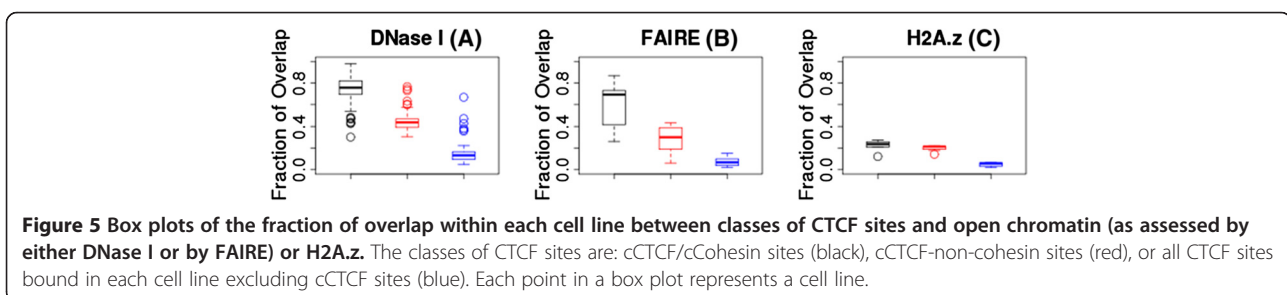 DNase I (A)
FAIRE (B)
H2A.z (C)
Fraction of Overlap
0.0 0.4 0.8
Fraction of Overlap
0.0 0.4 0.8
Fraction of Overlap
0.0 0.4 0.8
Figure 5 Box plots of the fraction of overlap within each cell line between classes of CTCF sites and open chromatin (as assessed by
either DNase I or by FAIRE) or H2A.z. The classes of CTCF sites are: cCTCF/cCohesin sites (black), cCTCF-non-cohesin sites (red), or all CTCF sites
bound in each cell line excluding cCTCF sites (blue). Each point in a box plot represents a cell line.